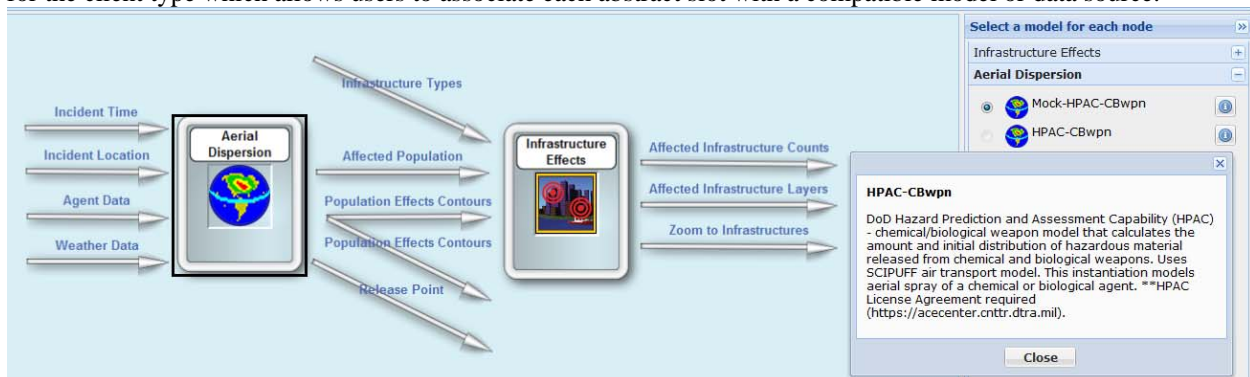 for the client type which allows users to associate each abstract slot with a compatible model or data source.
Select a model for each node
Infrastructure Effects
Aerial Dispersion
Mock-HPAC-CBwpn
HPAC-CBwpn
Incident Time
Incident Location
Agent Data
Weather Data
Aerial
Dispersion
Infrastructure Types
Affected Population
Population Effects Contours
Population Effects Contours
Release Point
Infrastructure
Effects
Affected Infrastructure Counts
Affected Infrastructure Layers
Zoom to Infrastructures
HPAC-CBwpn
DoD Hazard Prediction and Assessment Capability (HPAC)
- chemical/biological weapon model that calculates the
amount and initial distribution of hazardous material
released from chemical and biological weapons. Uses
SCIPUFF air transport model. This instantiation models
aerial spray of a chemical or biological agent. **HPAC
License Agreement required
(https://acecenter.cnttr.dtra.mil).
Close